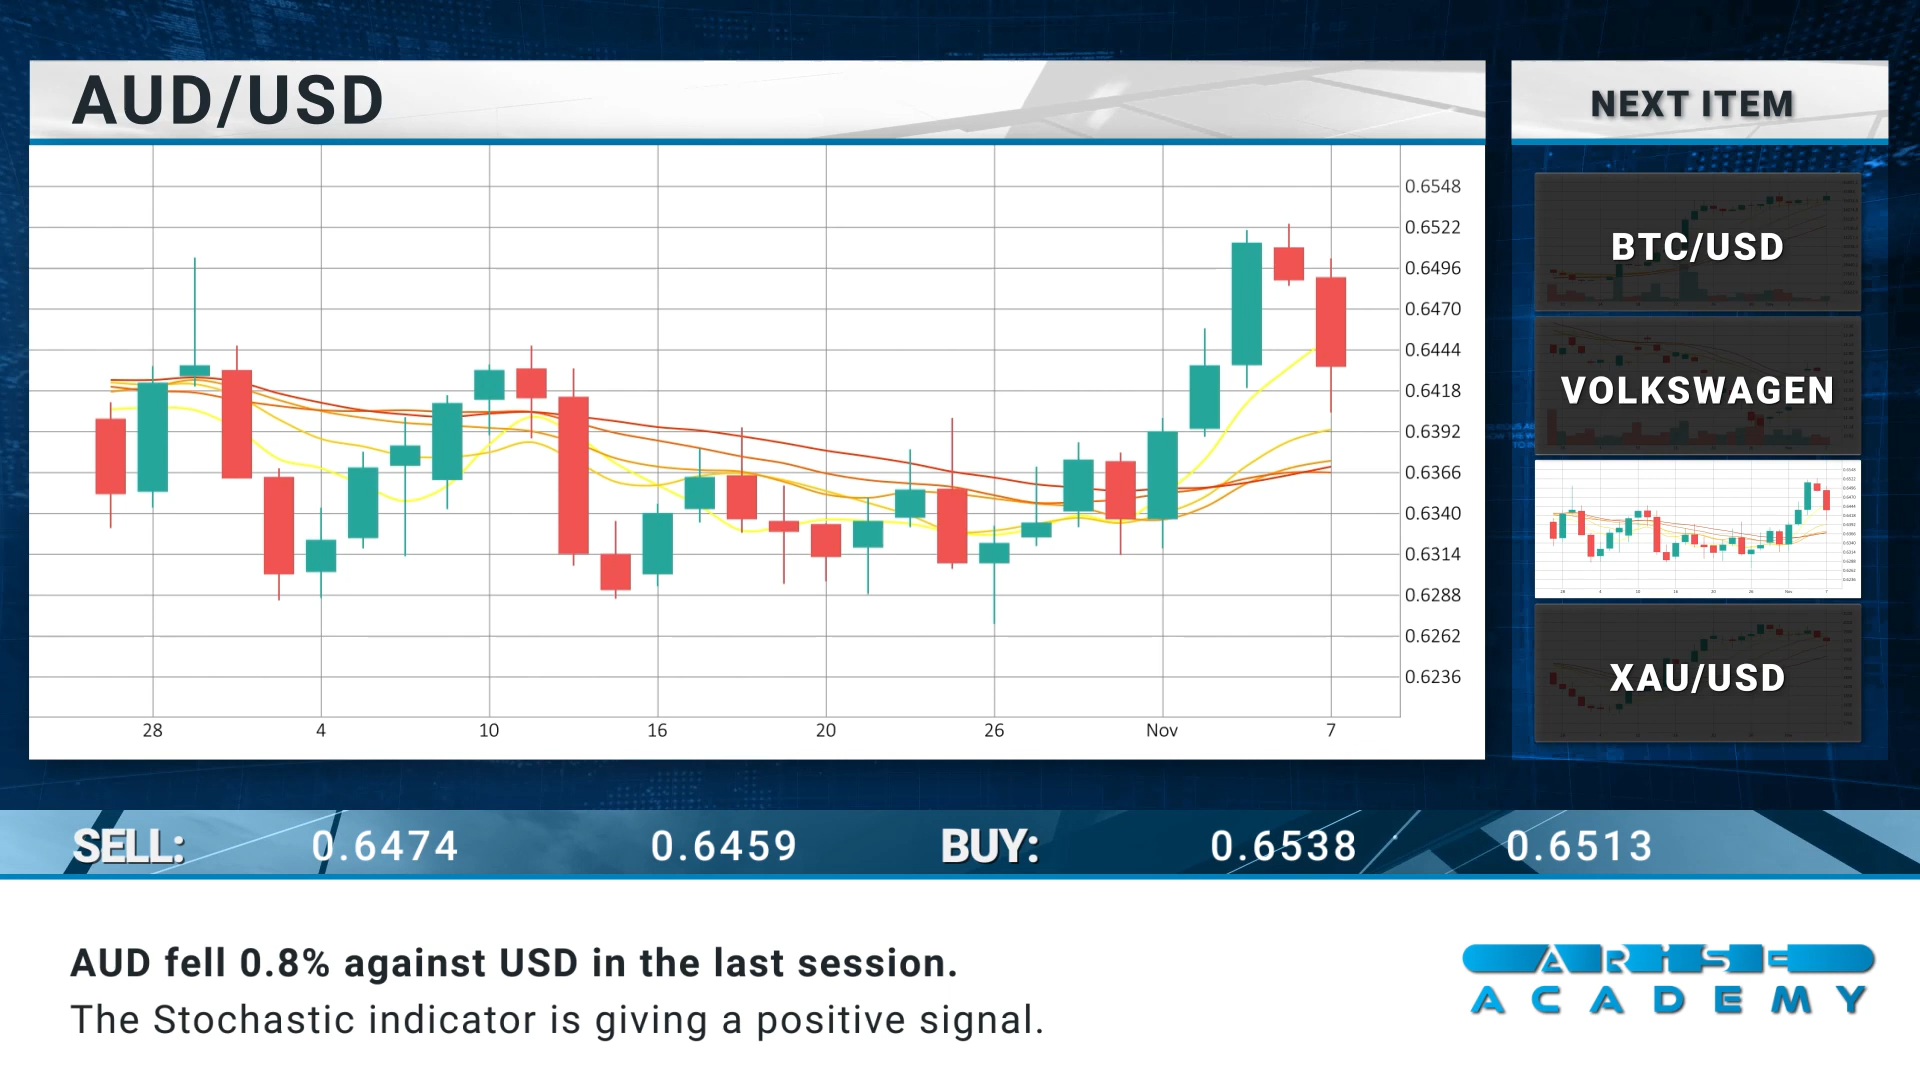 AUD/USD
NEXT ITEM
0.6548
0.6522
0.6496
0.6470
0.6444
0.6418
0.6392
0.6366
0.6340
0.6314
0.6288
0.6262
0.6236
28 4 10 16 20 26 Nov 7
BTC/USD
VOLKSWAGEN
XAU/USD
SELL: 0.6474 0.6459 BUY: 0.6538 0.6513
AUD fell 0.8% against USD in the last session.
The Stochastic indicator is giving a positive signal.
ARiSE
ACADEMY